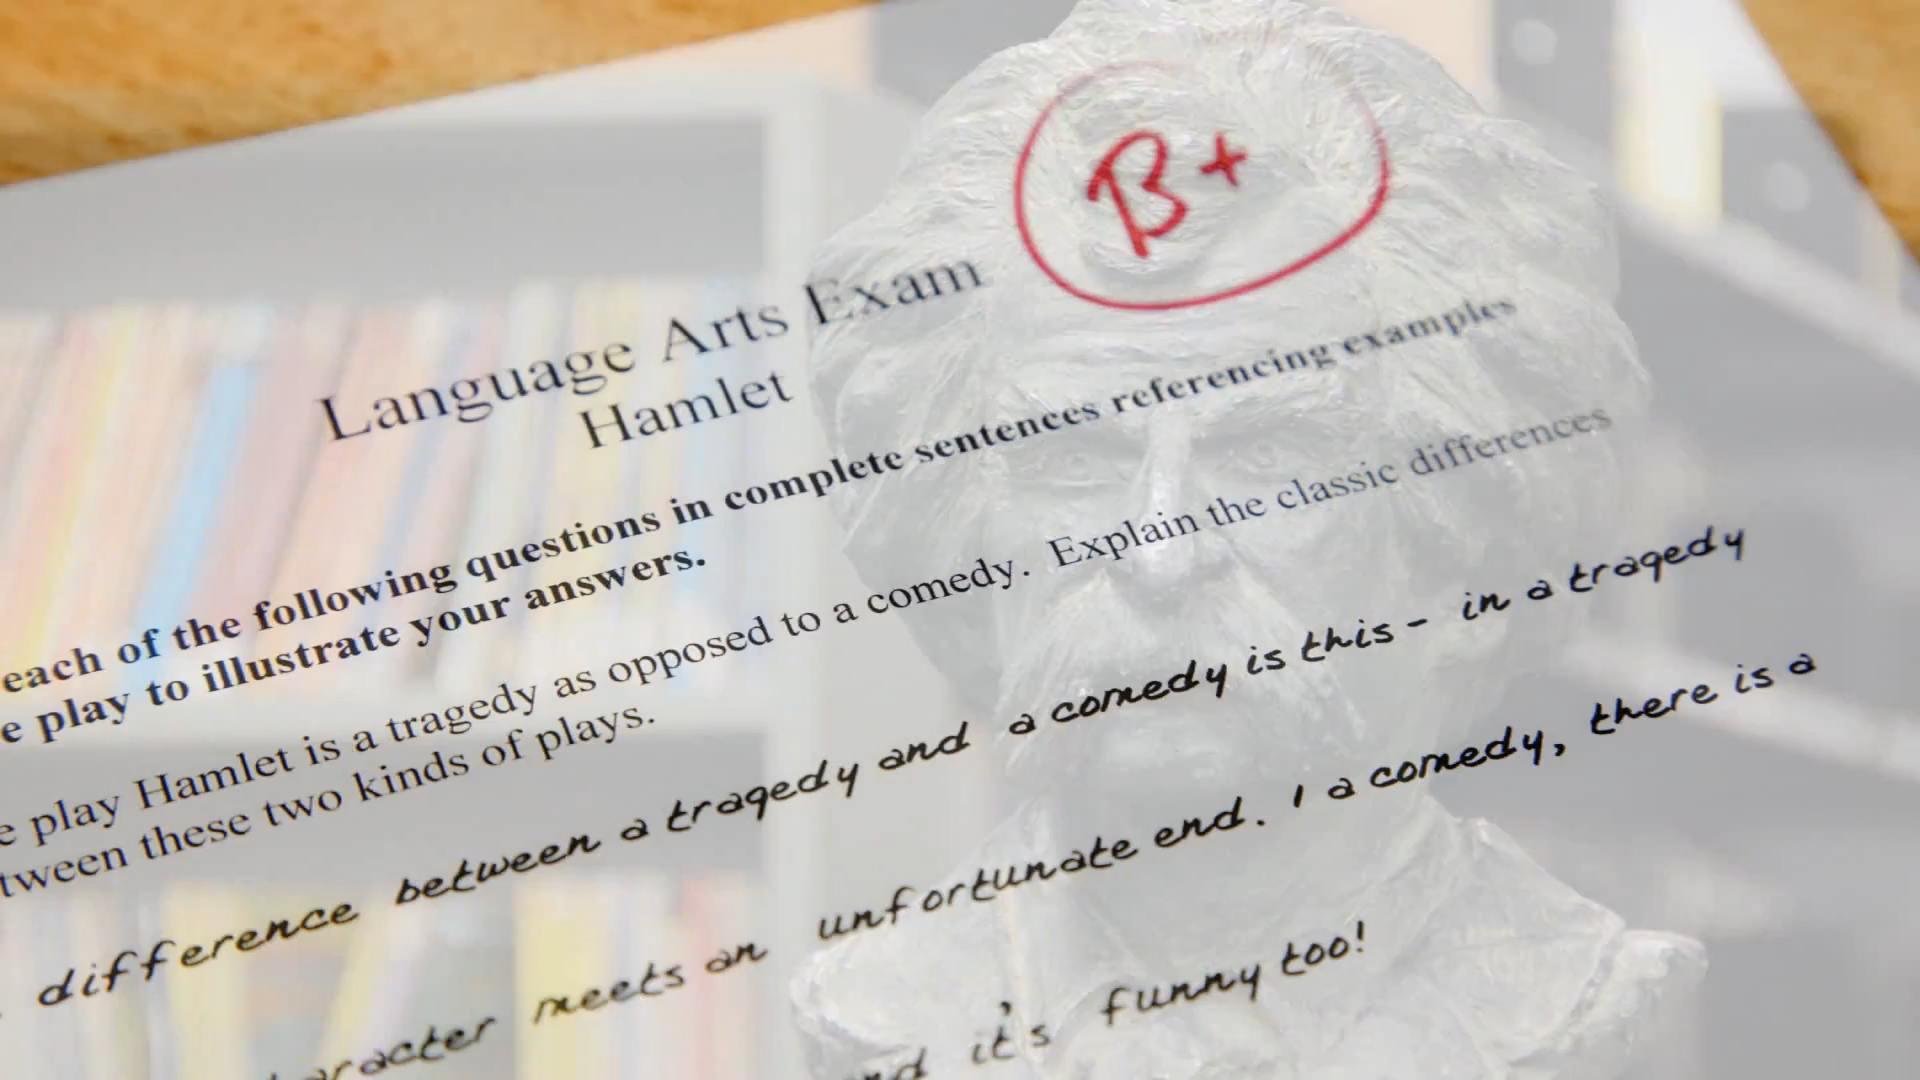 B+
Language Arts Exam
Hamlet
each of the following questions in complete sentences referencing examples
e play to illustrate your answers.
e play Hamlet is a tragedy as opposed to a comedy. Explain the classic differences
tween these two kinds of plays.
difference between a tragedy and a comedy is this - in a tragedy
aracter meets an unfortunate end. I a comedy, there is a
nd it's funny too!